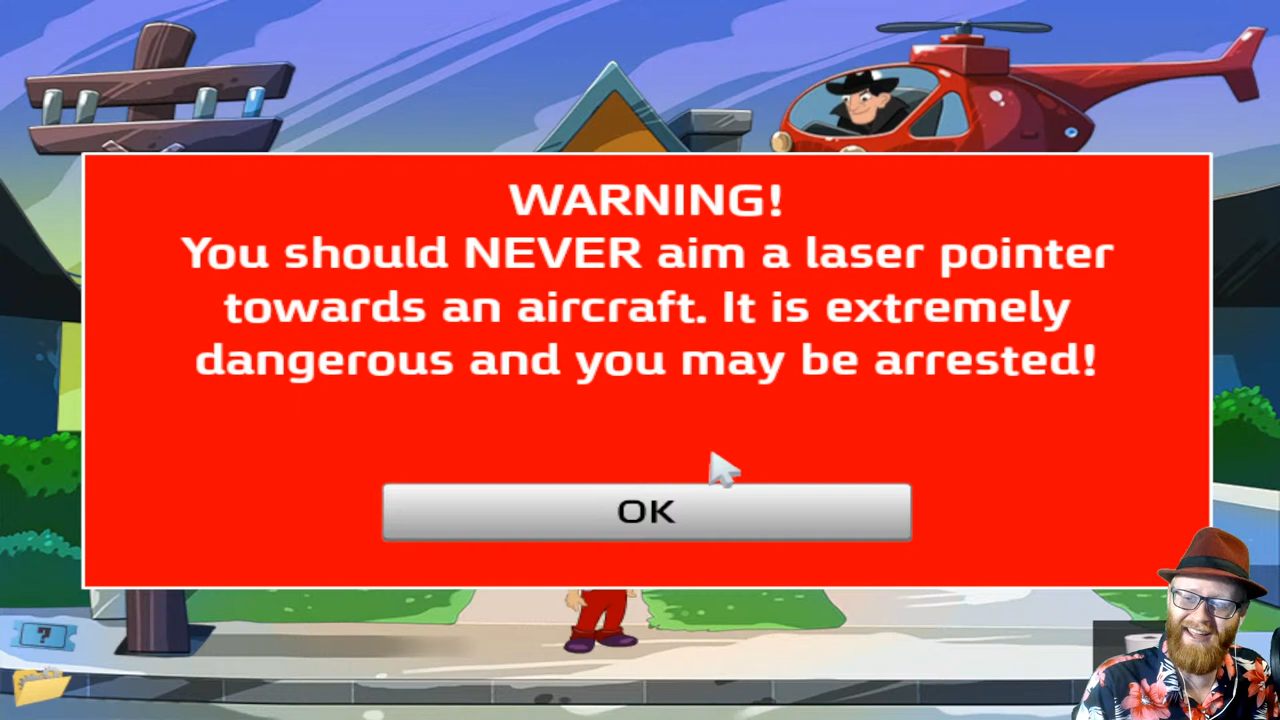 WARNING!
You should NEVER aim a laser pointer
towards an aircraft. It is extremely
dangerous and you may be arrested!
OK
?